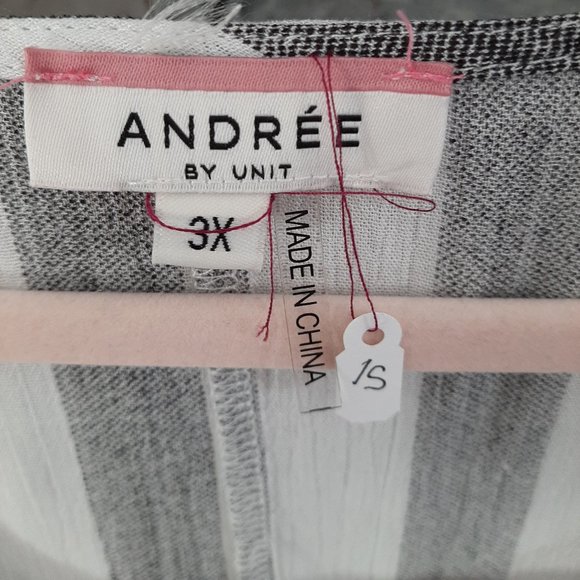 ANDRÉE
BY UNIT
3X
MADE IN CHINA
15